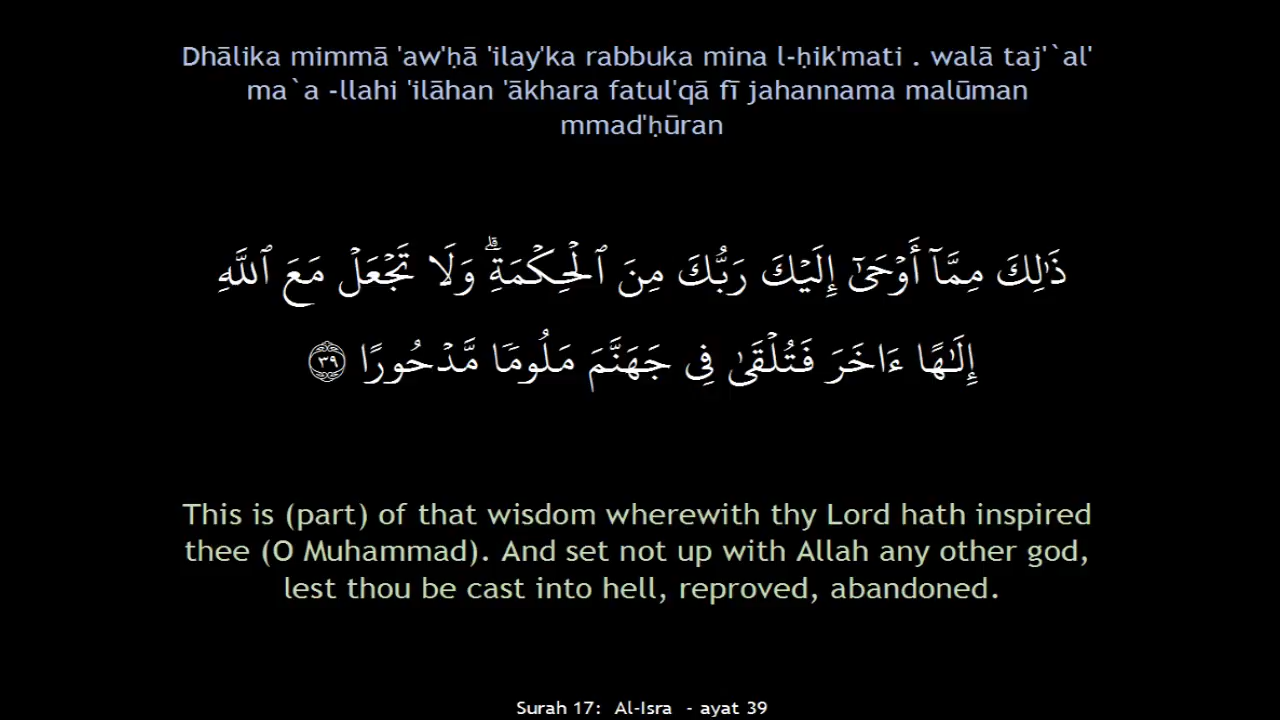 Dhālika mimmā 'aw'ḥā 'ilay'ka rabbuka mina l-ḥik'mati . walā taj'`al'
ma`a -llahi 'ilāhan 'ākhara fatul'qā fī jahannama malūman
mmad'ḥūran
ذَٰلِكَ مِمَّآ أَوْحَىٰٓ إِلَيْكَ رَبُّكَ مِنَ ٱلْحِكْمَةِ ۗ وَلَا تَجْعَلْ مَعَ ٱللَّهِ
إِلَـٰهًا ءَاخَرَ فَتُلْقَىٰ فِى جَهَنَّمَ مَلُومًا مَّدْحُورًا ﴿٣٩﴾
This is (part) of that wisdom wherewith thy Lord hath inspired
thee (O Muhammad). And set not up with Allah any other god,
lest thou be cast into hell, reproved, abandoned.
Surah 17: Al-Isra - ayat 39